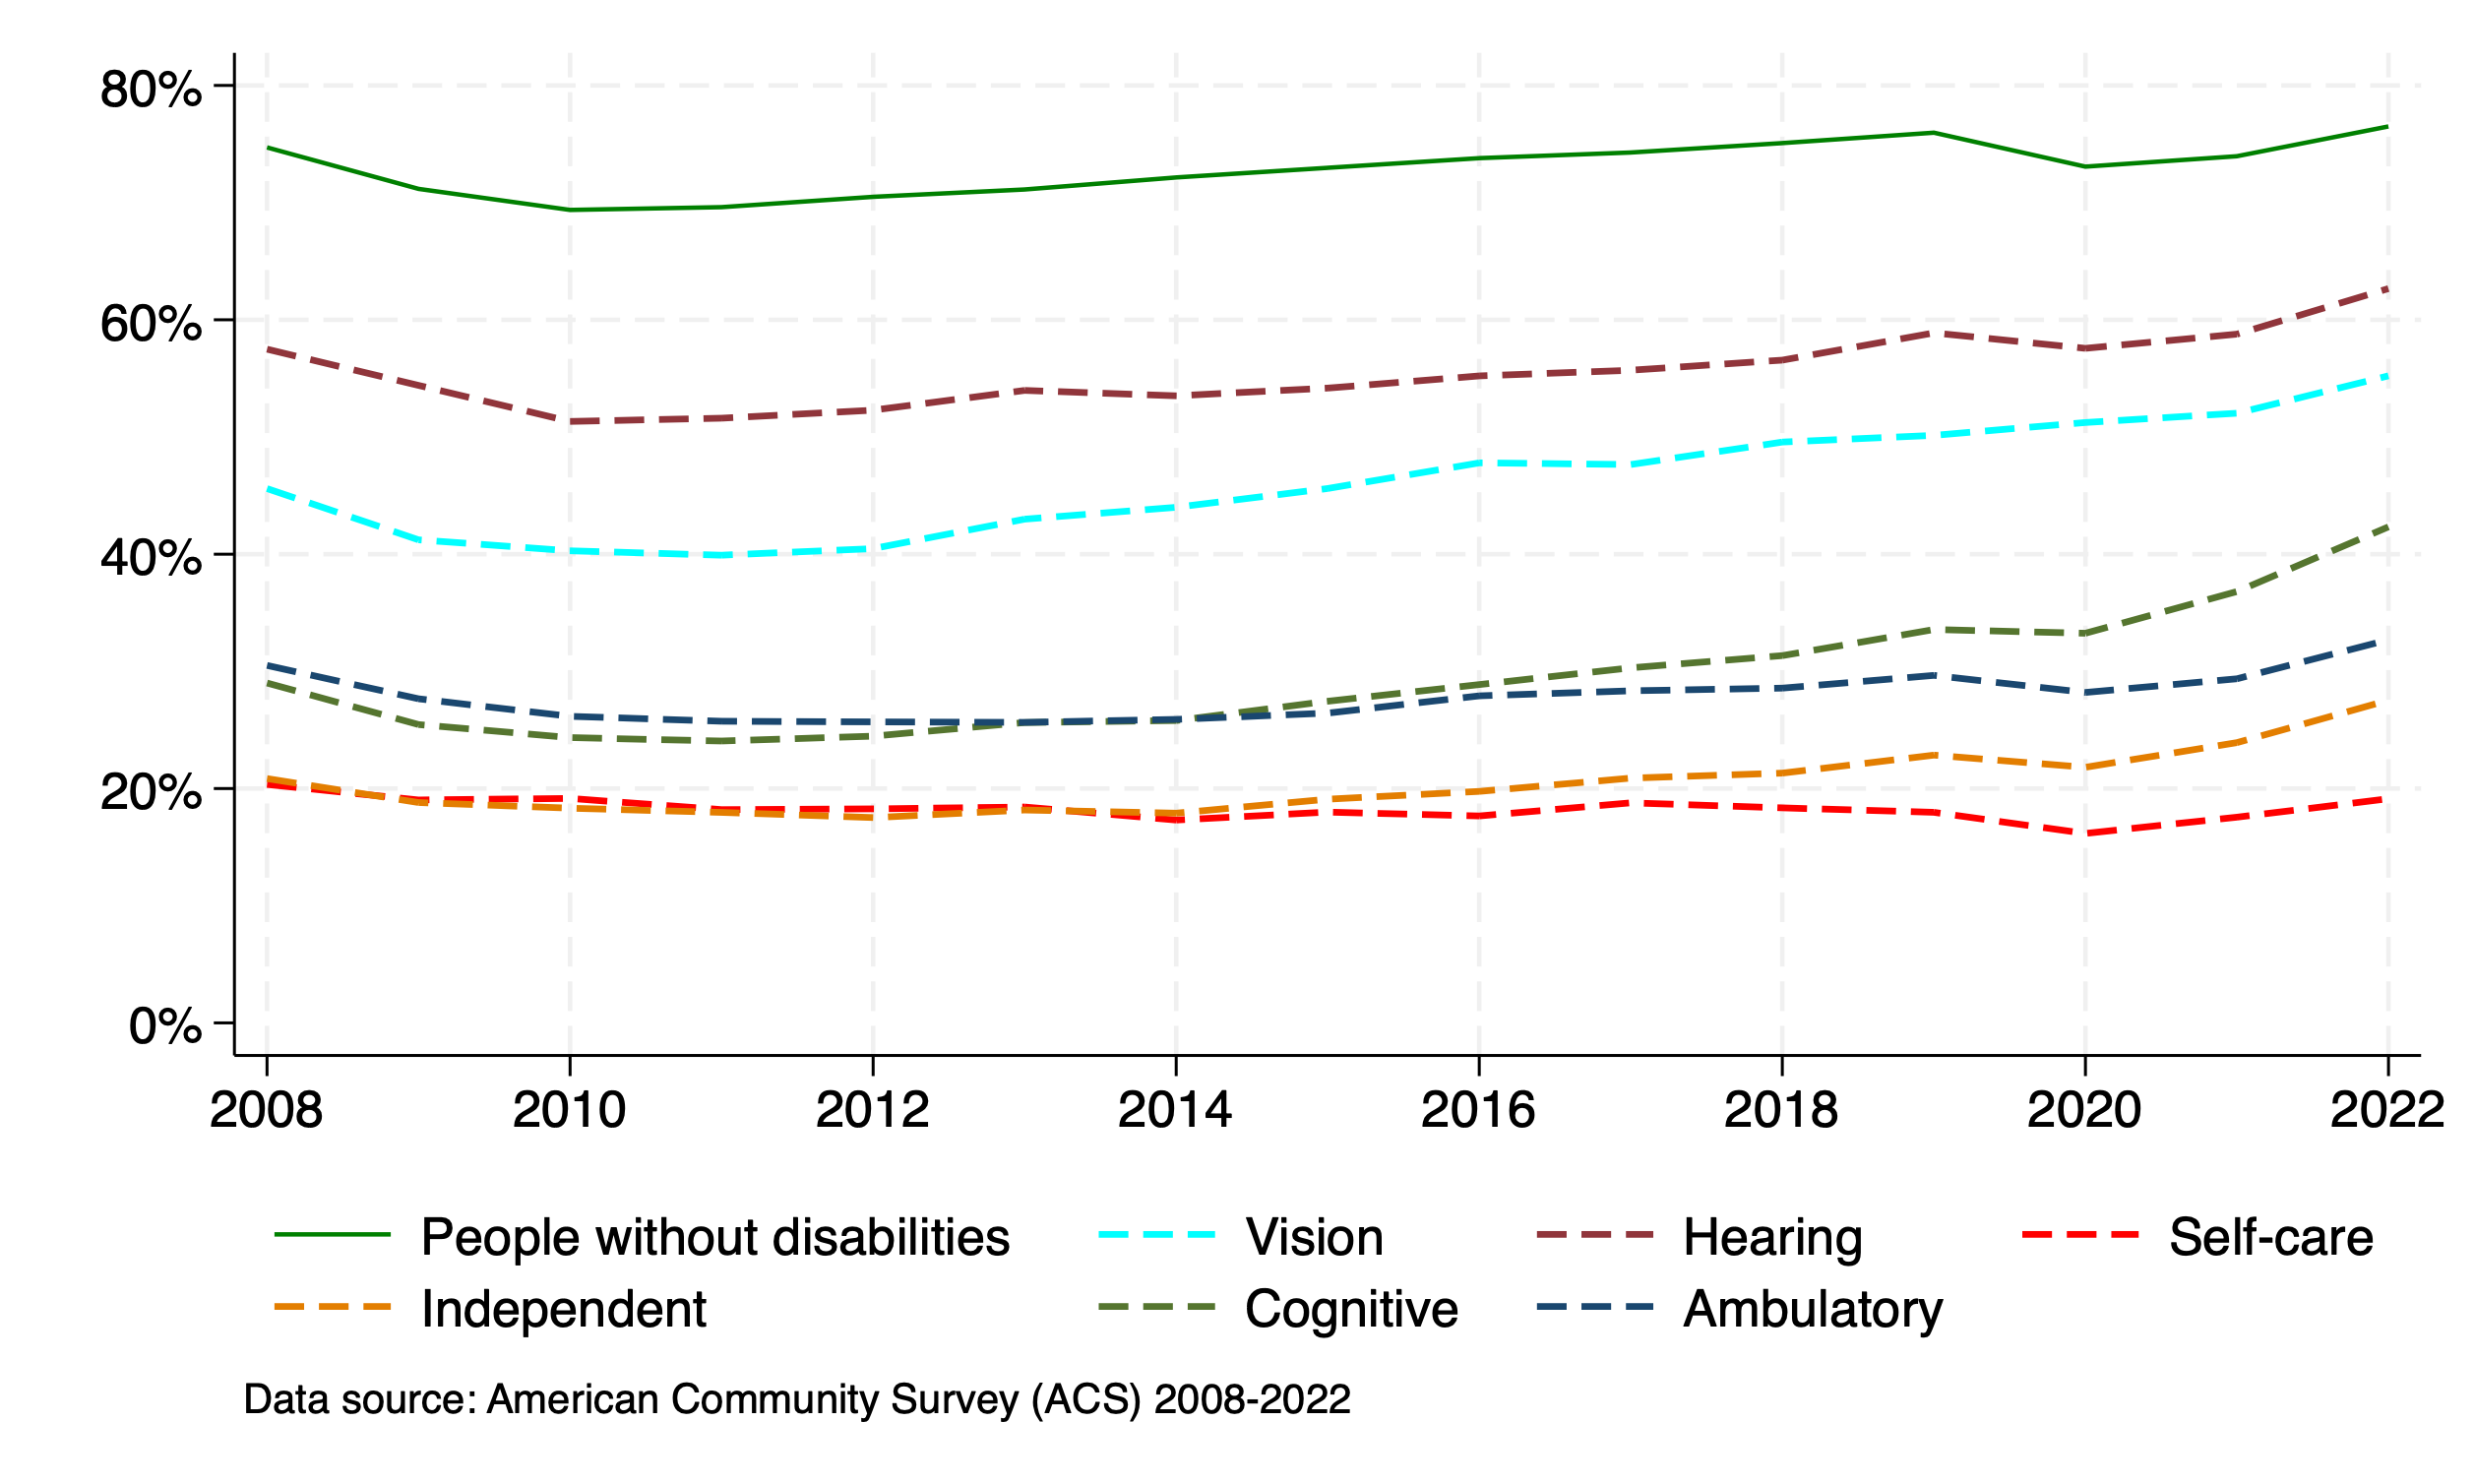 80%
60%
40%
20%
0%
2008 2010 2012 2014 2016 2018 2020 2022
People without disabilities Vision Hearing Self-care
Independent Cognitive Ambulatory
Data source: American Community Survey (ACS) 2008-2022